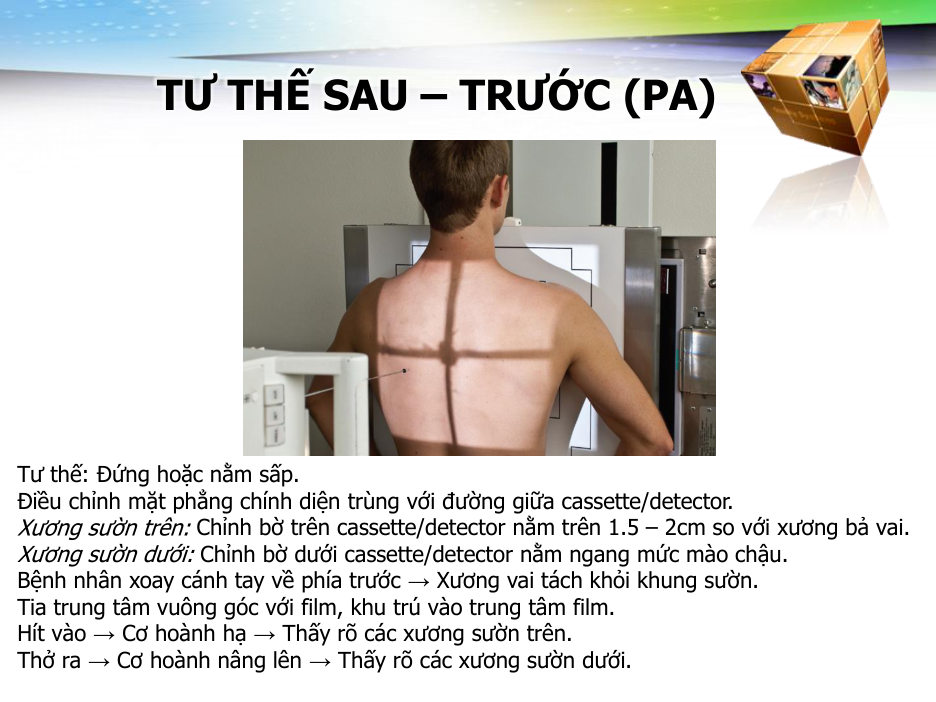 TƯ THẾ SAU – TRƯỚC (PA)
Tư thế: Đứng hoặc nằm sấp.
Điều chỉnh mặt phẳng chính diện trùng với đường giữa cassette/detector.
Xương sườn trên: Chỉnh bờ trên cassette/detector nằm trên 1.5 – 2cm so với xương bả vai.
Xương sườn dưới: Chỉnh bờ dưới cassette/detector nằm ngang mức mào chậu.
Bệnh nhân xoay cánh tay về phía trước → Xương vai tách khỏi khung sườn.
Tia trung tâm vuông góc với film, khu trú vào trung tâm film.
Hít vào → Cơ hoành hạ → Thấy rõ các xương sườn trên.
Thở ra → Cơ hoành nâng lên → Thấy rõ các xương sườn dưới.